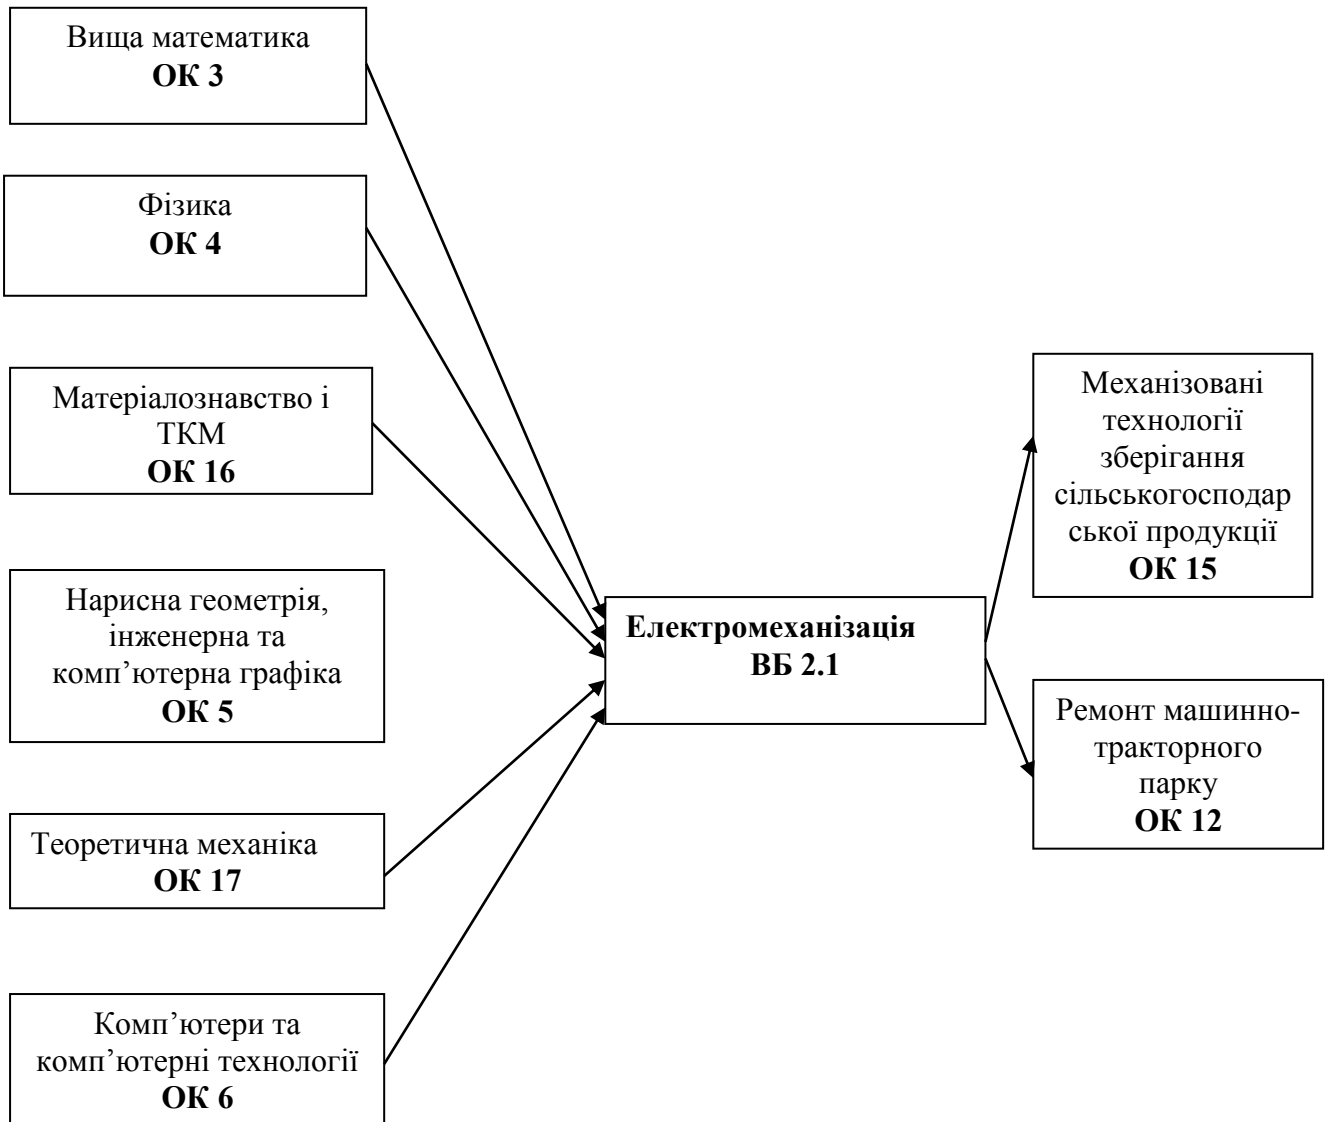 Вища математика
ОК 3
Фізика
ОК 4
Матеріалознавство і
ТКМ
ОК 16
Нарисна геометрія,
інженерна та
комп’ютерна графіка
ОК 5
Теоретична механіка
ОК 17
Комп’ютери та
комп’ютерні технології
ОК 6
Електромеханізація
ВБ 2.1
Механізовані
технології
зберігання
сільськогосподар
ської продукції
ОК 15
Ремонт машинно-
тракторного
парку
ОК 12